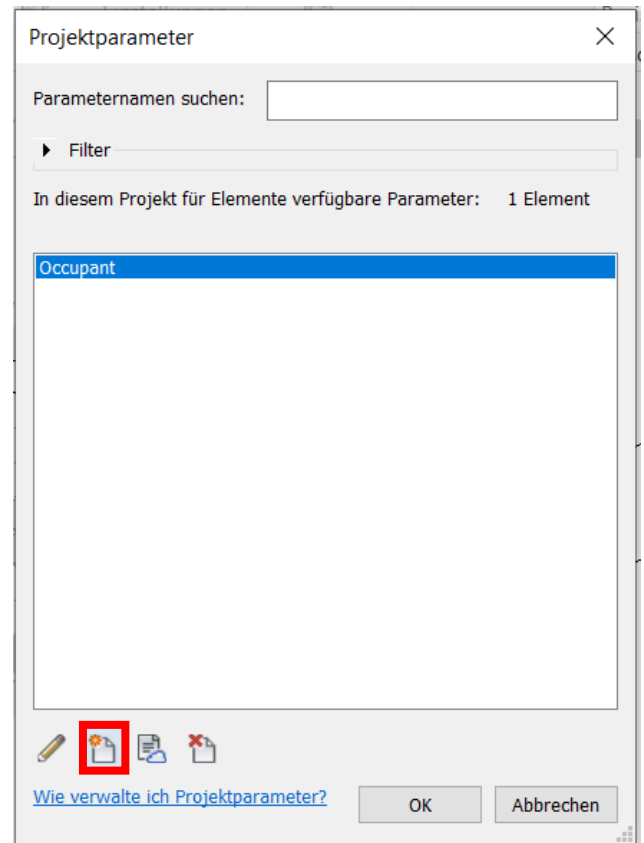 Projektparameter
Parameternamen suchen:
Filter
In diesem Projekt für Elemente verfügbare Parameter: 1 Element
Occupant
Wie verwalte ich Projektparameter?
OK Abbrechen